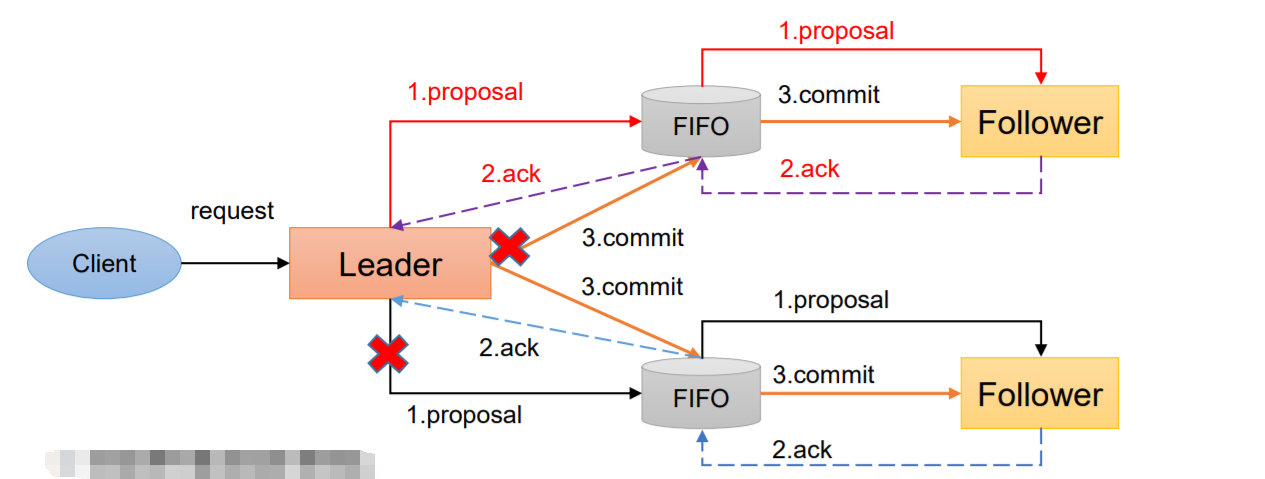 1.proposal
1.proposal
3.commit
FIFO
Follower
2.ack
2.ack
request
3.commit
Client
Leader
3.commit
1.proposal
2.ack
3.commit
FIFO
Follower
1.proposal
2.ack